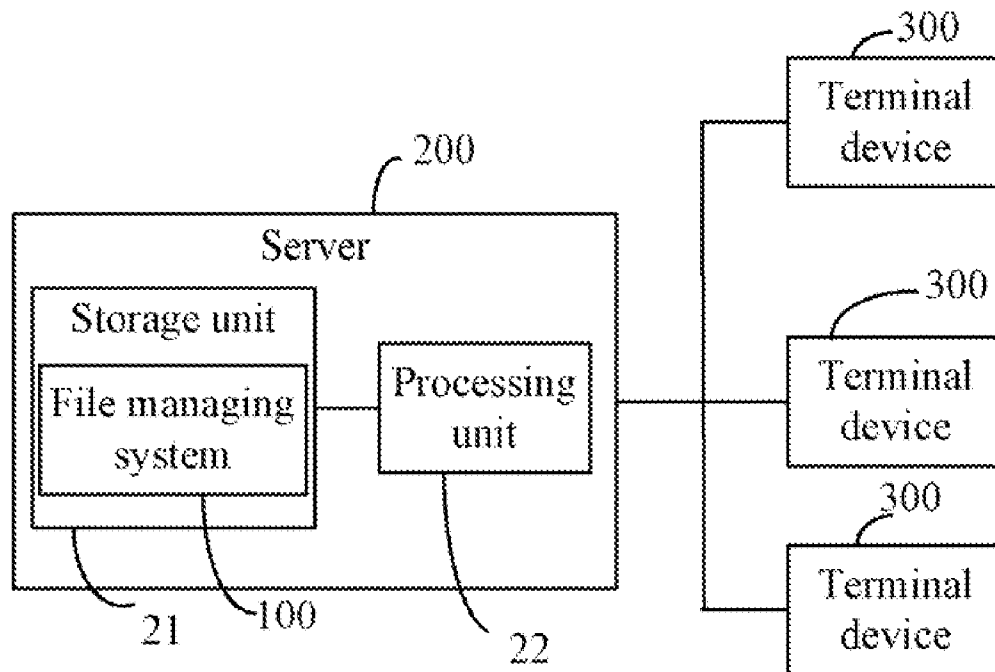 300
Terminal
device
200
Server
Storage unit
File managing
system
Processing
unit
300
Terminal
device
300
Terminal
device
21
100
22